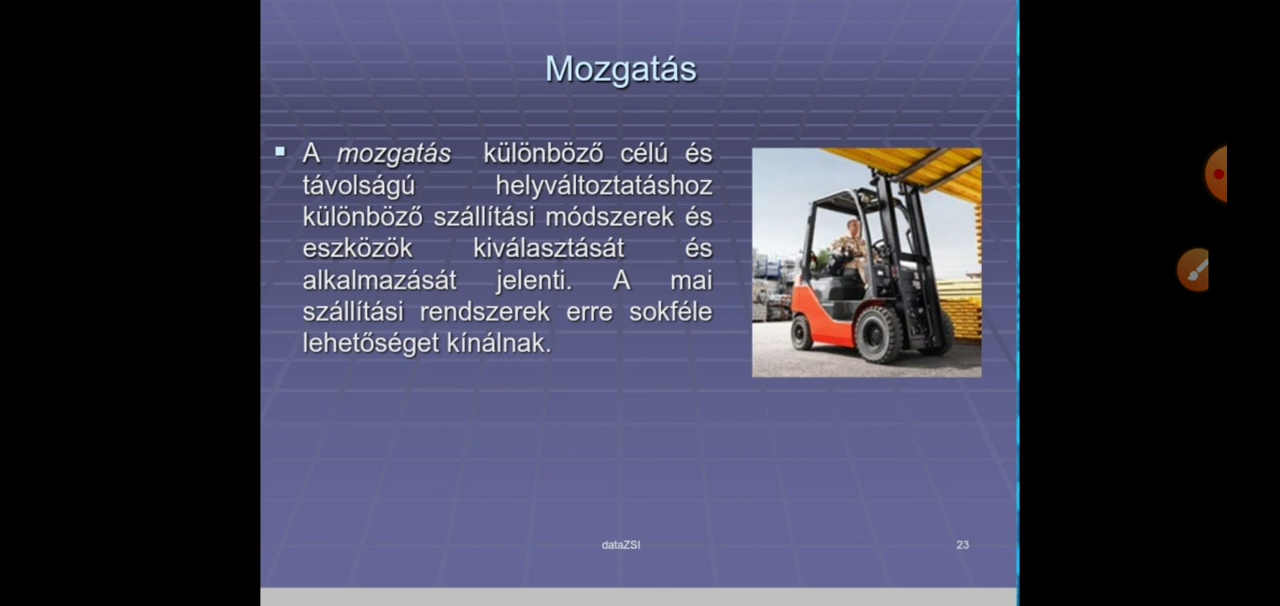 Mozgatás
A mozgatás különböző célú és
távolságú helyváltoztatáshoz
különböző szállítási módszerek és
eszközök kiválasztását és
alkalmazását jelenti. A mai
szállítási rendszerek erre sokféle
lehetőséget kínálnak.
dataZSI
23